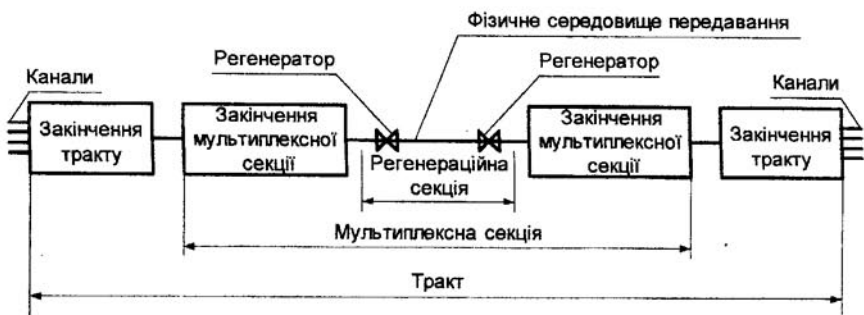 Фізичне середовище передавання
Регенератор
Регенератор
Канали
Канали
Закінчення
тракту
Закінчення
мультиплексної
секції
Регенераційна
секція
Закінчення
мультиплексної
секції
Закінчення
тракту
Мультиплексна секція
Тракт